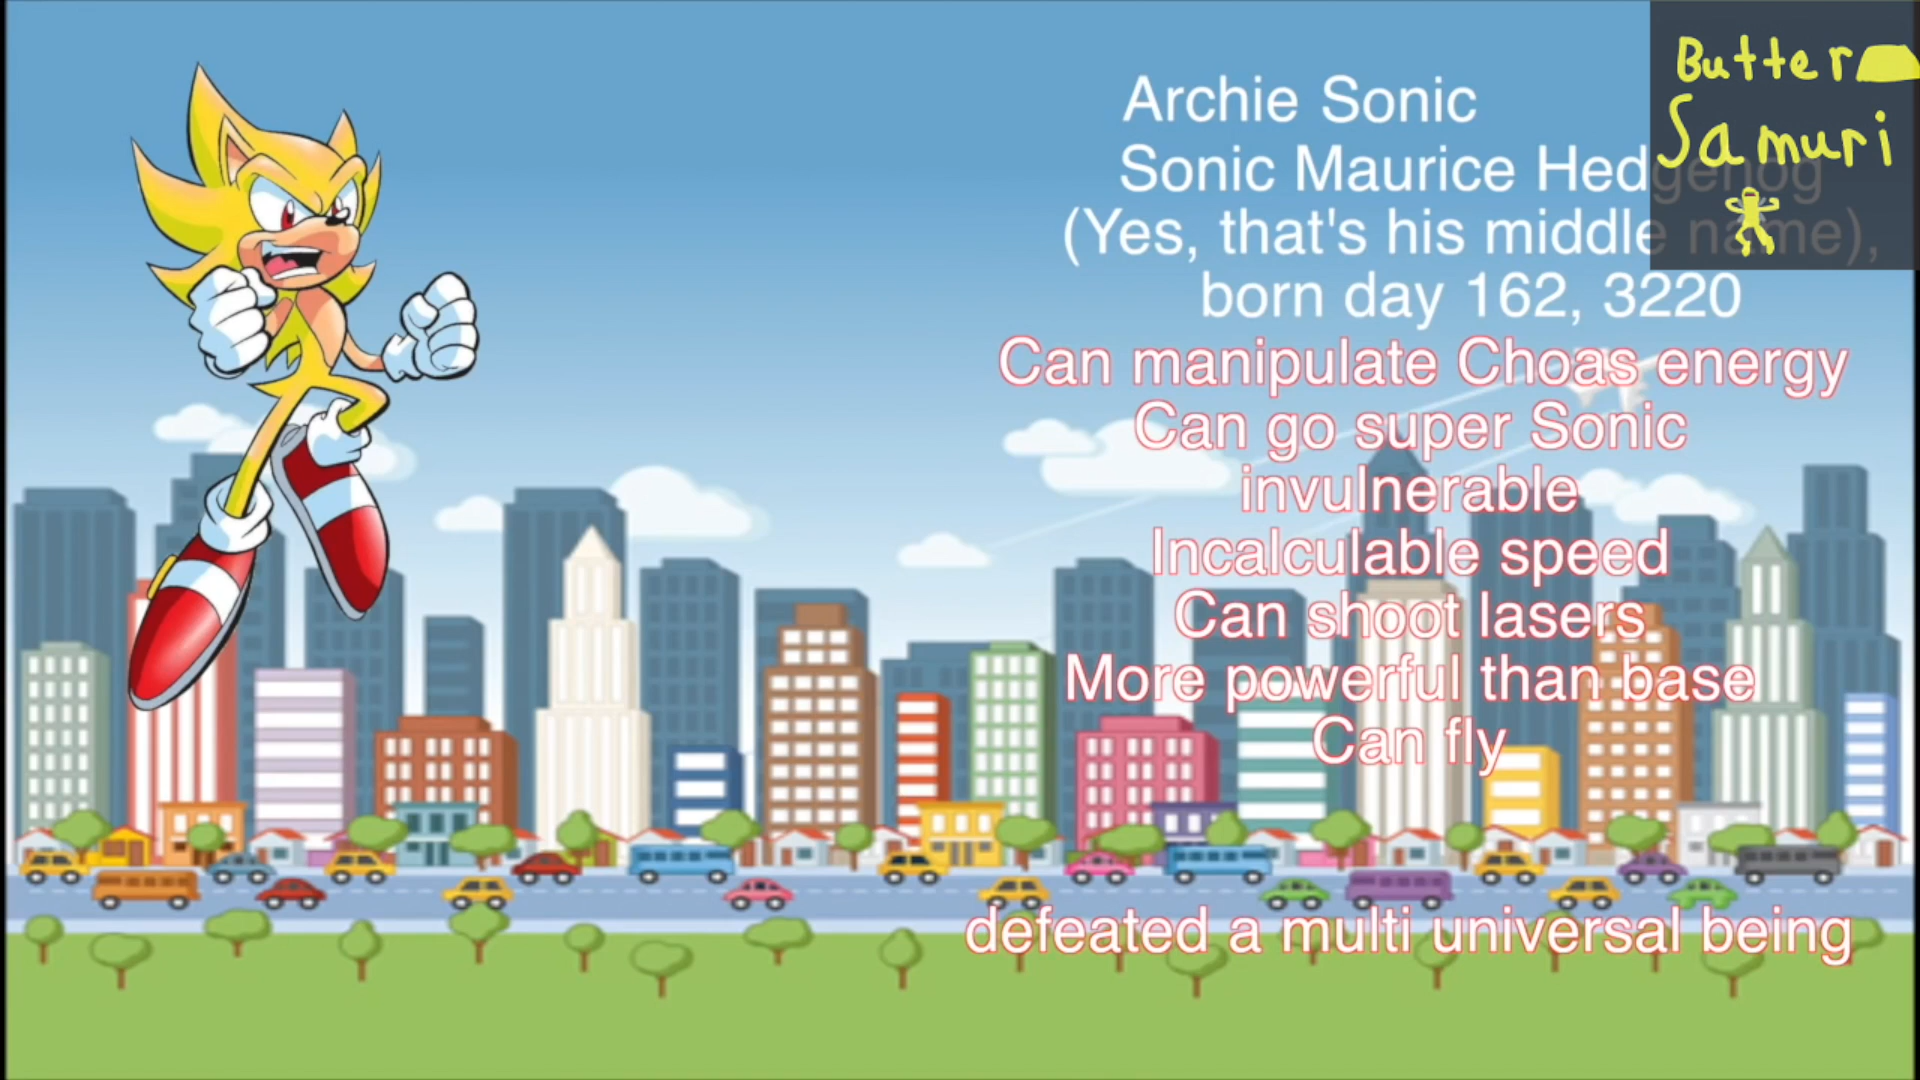 Archie Sonic
Sonic Maurice Hedgehog
(Yes, that's his middle name),
born day 162, 3220
Can manipulate Choas energy
Can go super Sonic
invulnerable
Incalculable speed
Can shoot lasers
More powerful than base
Can fly
defeated a multi universal being
Butter
Samuri